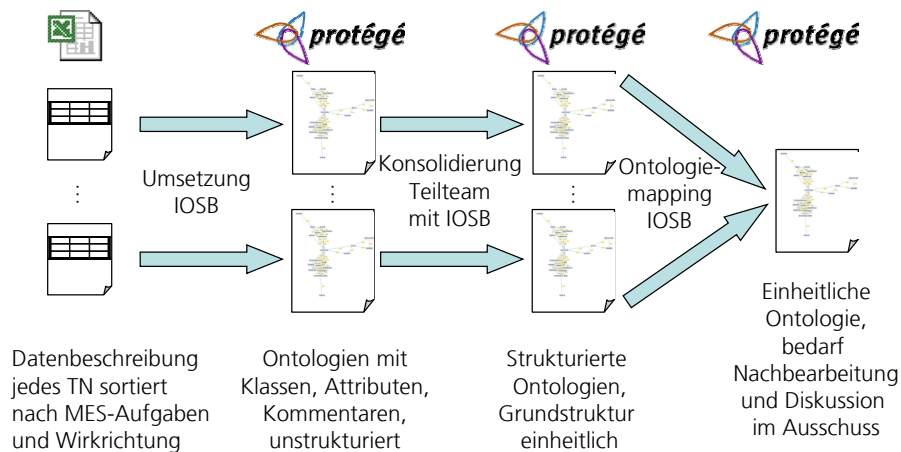 protégé
protégé
protégé
Umsetzung
IOSB
Konsolidierung
Teilteam
mit IOSB
Ontologie-
mapping
IOSB
Datenbeschreibung
jedes TN sortiert
nach MES-Aufgaben
und Wirkrichtung
Ontologien mit
Klassen, Attributen,
Kommentaren,
unstrukturiert
Strukturierte
Ontologien,
Grundstruktur
einheitlich
Einheitliche
Ontologie,
bedarf
Nachbearbeitung
und Diskussion
im Ausschuss